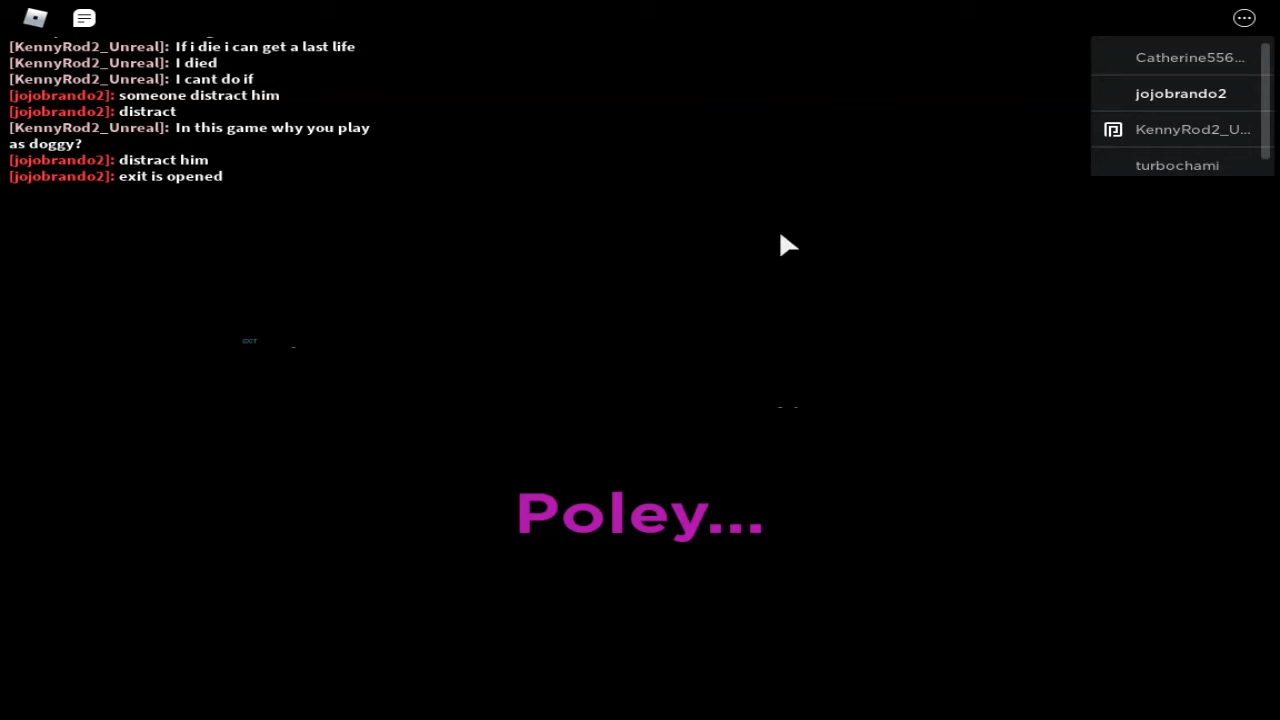 [KennyRod2_Unreal]: If i die i can get a last life
[KennyRod2_Unreal]: I died
[KennyRod2_Unreal]: I cant do if
[jojobrando2]: someone distract him
[jojobrando2]: distract
[KennyRod2_Unreal]: In this game why you play
as doggy?
[jojobrando2]: distract him
[jojobrando2]: exit is opened
Catherine556...
jojobrando2
KennyRod2_U...
turbochami
EXIT
Poley...